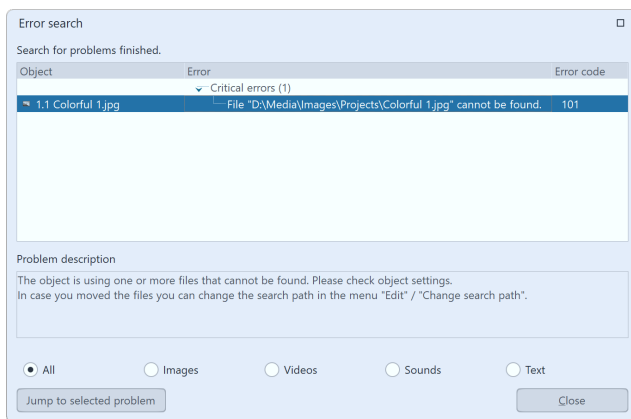 Error search
Search for problems finished.
Object Error Error code
Critical errors (1)
1.1 Colorful 1.jpg File "D:\Media\Images\Projects\Colorful 1.jpg" cannot be found. 101
Problem description
The object is using one or more files that cannot be found. Please check object settings.
In case you moved the files you can change the search path in the menu "Edit" / "Change search path".
All Images Videos Sounds Text
Jump to selected problem Close